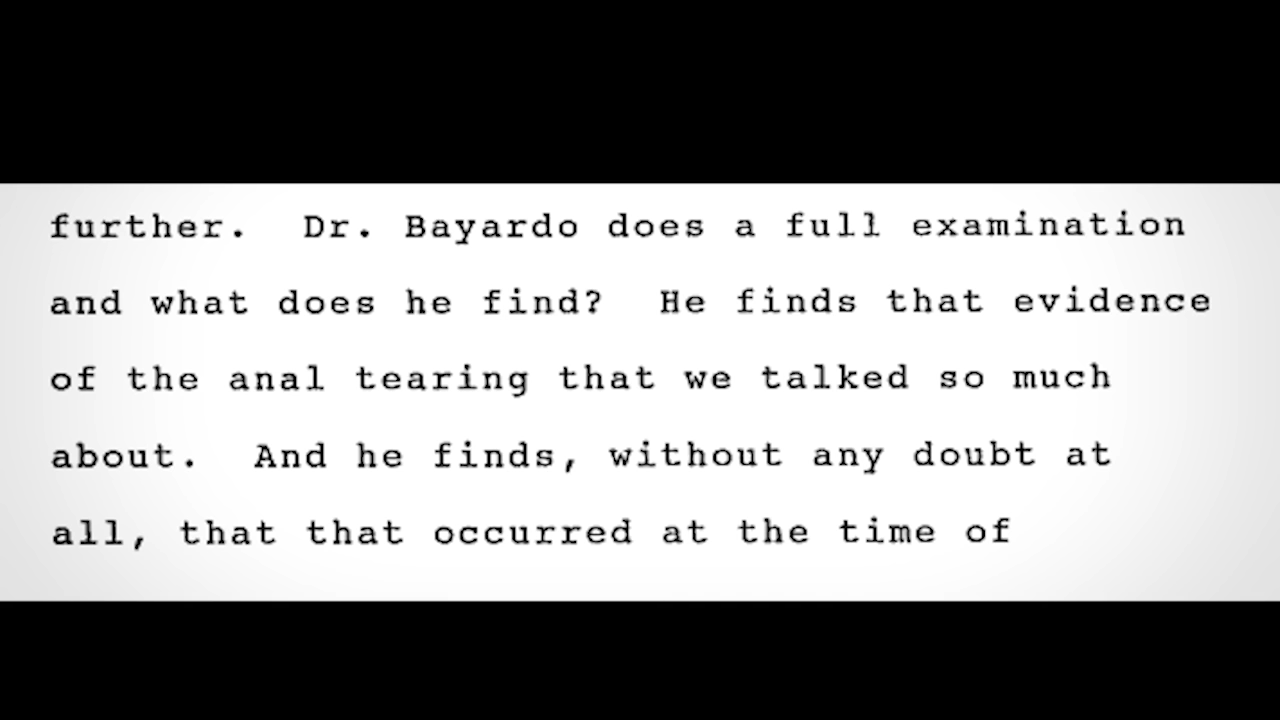 further.  Dr. Bayardo does a full examination
and what does he find?  He finds that evidence
of the anal tearing that we talked so much
about.  And he finds, without any doubt at
all, that that occurred at the time of